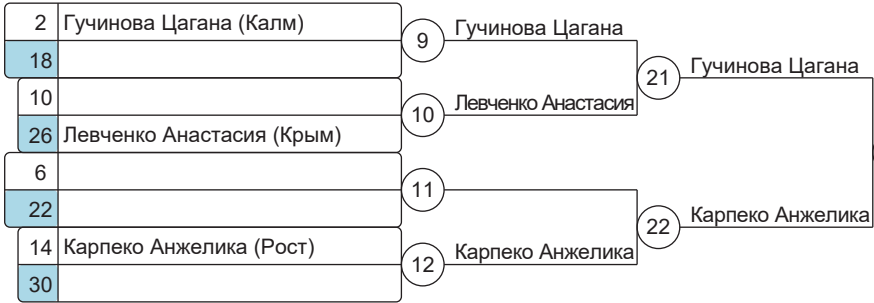 2 Гучинова Цагана (Калм)
18
9 Гучинова Цагана
10
26 Левченко Анастасия (Крым)
10 Левченко Анастасия
21 Гучинова Цагана
6
22
11
14 Карпеко Анжелика (Рост)
30
12 Карпеко Анжелика
22 Карпеко Анжелика